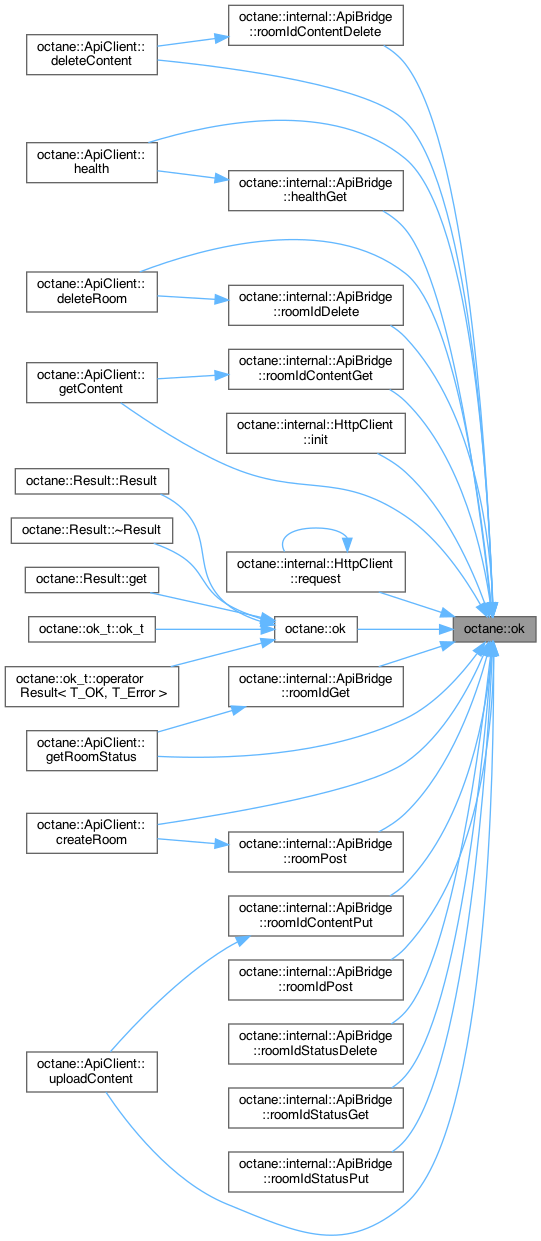 octane::internal::ApiBridge
::roomIdContentDelete
octane::ApiClient::
deleteContent
octane::ApiClient::
health
octane::internal::ApiBridge
::healthGet
octane::ApiClient::
deleteRoom
octane::internal::ApiBridge
::roomIdDelete
octane::internal::ApiBridge
::roomIdContentGet
octane::ApiClient::
getContent
octane::internal::HttpClient
::init
octane::Result::Result
octane::Result::~Result
octane::internal::HttpClient
::request
octane::Result::get
octane::ok_t::ok_t
octane::ok
octane::ok
octane::ok_t::operator
Result< T_OK, T_Error >
octane::internal::ApiBridge
::roomIdGet
octane::ApiClient::
getRoomStatus
octane::ApiClient::
createRoom
octane::internal::ApiBridge
::roomPost
octane::internal::ApiBridge
::roomIdContentPut
octane::internal::ApiBridge
::roomIdPost
octane::internal::ApiBridge
::roomIdStatusDelete
octane::ApiClient::
uploadContent
octane::internal::ApiBridge
::roomIdStatusGet
octane::internal::ApiBridge
::roomIdStatusPut